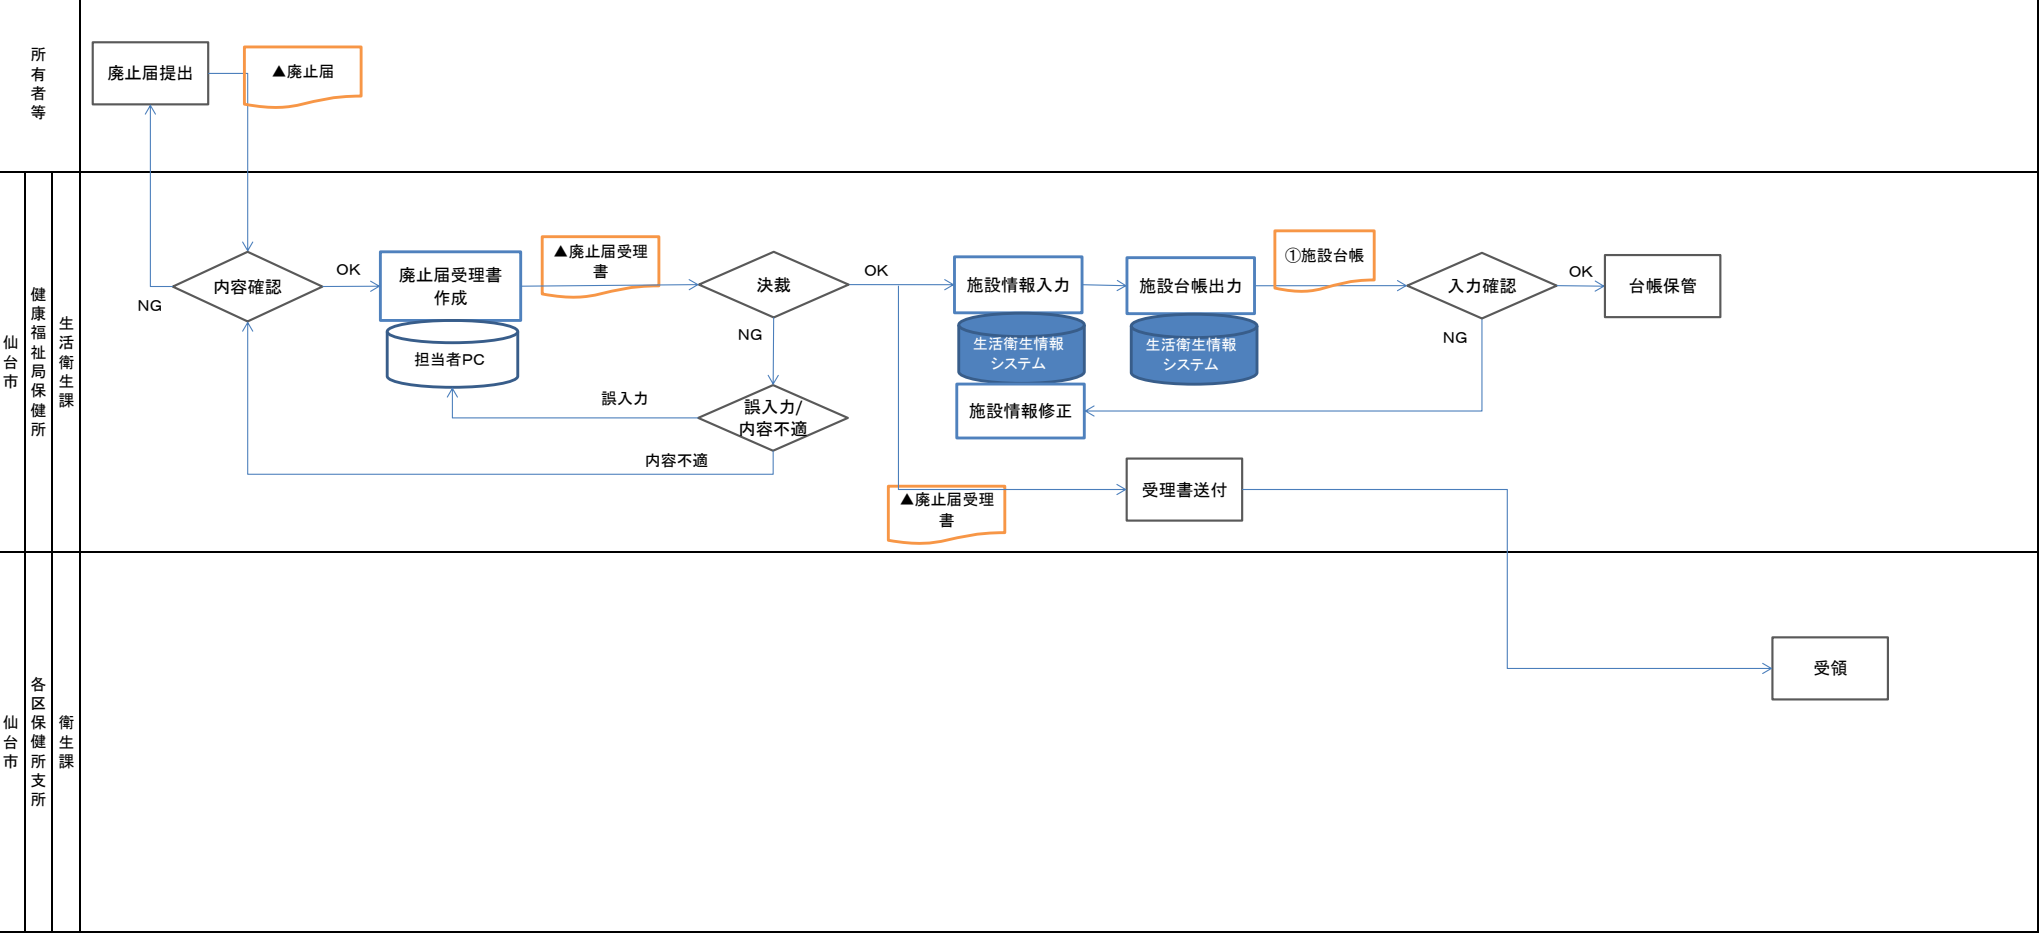 所有者等
廃止届提出
▲廃止届
仙台市
健康福祉局保健所
生活衛生課
内容確認
OK
NG
廃止届受理書
作成
担当者PC
▲廃止届受理
書
決裁
OK
NG
誤入力/
内容不適
誤入力
内容不適
施設情報入力
生活衛生情報
システム
施設情報修正
施設台帳出力
生活衛生情報
システム
①施設台帳
入力確認
OK
NG
台帳保管
▲廃止届受理
書
受理書送付
仙台市
各区保健所支所
衛生課
受領